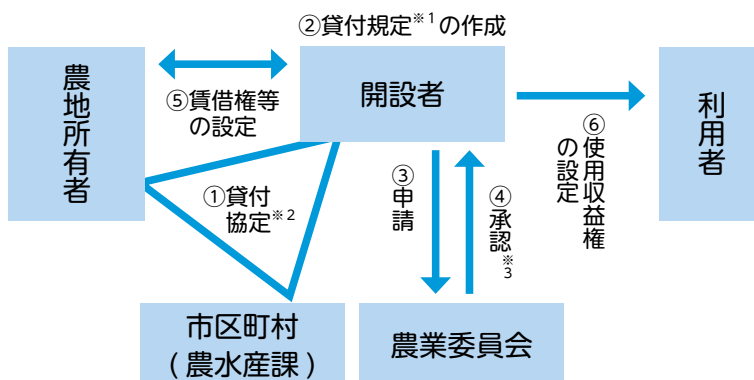 ②貸付規定※1の作成
農地所有者
開設者
利用者
⑤賃借権等
の設定
①貸付
協定※2
③申請
④承認※3
⑥使用収益権
の設定
市区町村
(農水産課)
農業委員会